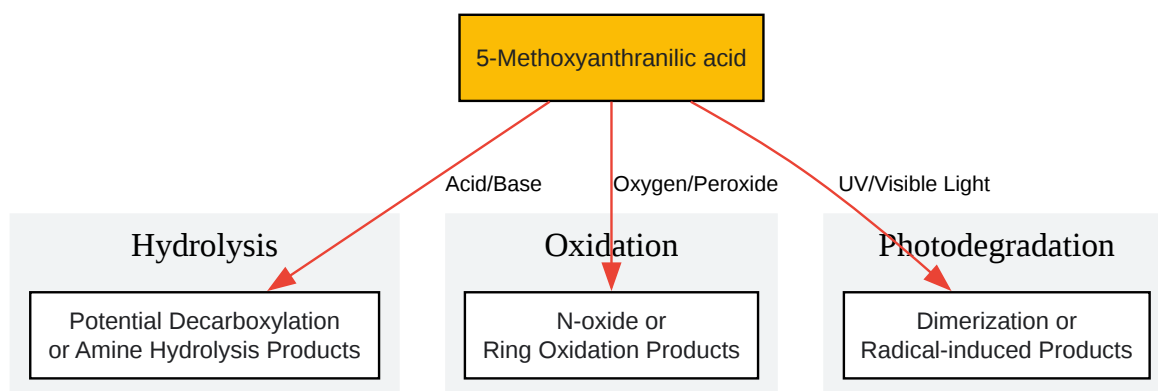 5-Methoxyanthranilic acid
Acid/Base
Oxygen/Peroxide
UV/Visible Light
Hydrolysis
Oxidation
Photodegradation
Potential Decarboxylation
or Amine Hydrolysis Products
N-oxide or
Ring Oxidation Products
Dimerization or
Radical-induced Products